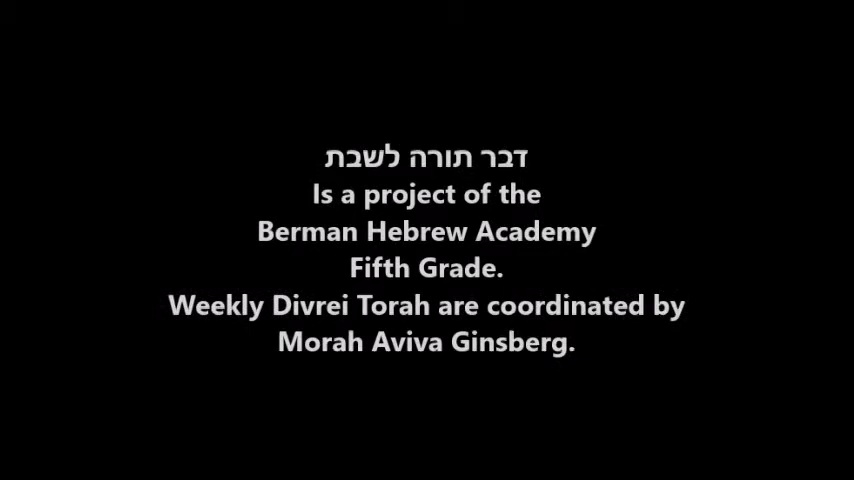 דבר תורה לשבת
Is a project of the
Berman Hebrew Academy
Fifth Grade.
Weekly Divrei Torah are coordinated by
Morah Aviva Ginsberg.